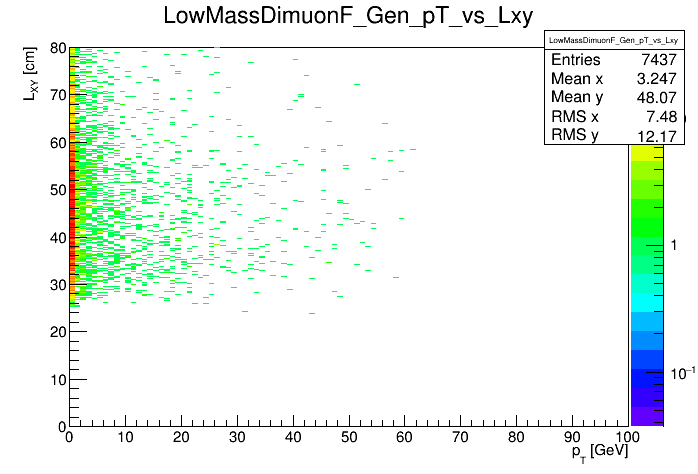 LowMassDimuonF_Gen_pT_vs_Lxy
LowMassDimuonF_Gen_pT_vs_Lxy
Entries 7437
Mean x 3.247
Mean y 48.07
RMS x 7.48
RMS y 12.17
L_XY [cm]
80
70
60
50
40
30
20
10
0
0 10 20 30 40 50 60 70 80 90 100
p_T [GeV]
1
10⁻¹